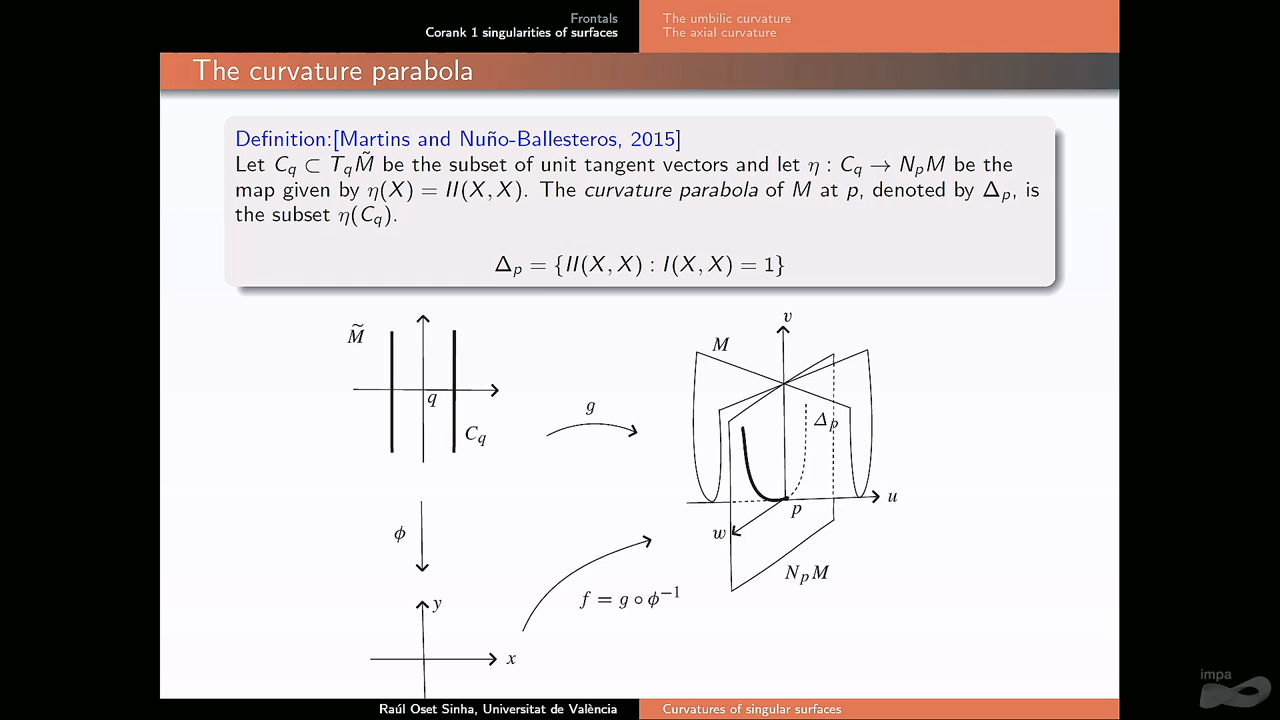 Frontals
Corank 1 singularities of surfaces
The umbilic curvature
The axial curvature
The curvature parabola
Definition:[Martins and Nuño-Ballesteros, 2015]
Let C_q ⊂ T_qM̃ be the subset of unit tangent vectors and let η : C_q → N_pM be the
map given by η(X) = II(X, X). The curvature parabola of M at p, denoted by Δ_p, is
the subset η(C_q).
Δ_p = {II(X, X) : I(X, X) = 1}
M̃
q
C_q
g
v
M
Δ_p
u
p
w
N_pM
ϕ
f = g ∘ ϕ⁻¹
y
x
impa
Raúl Oset Sinha, Universitat de València
Curvatures of singular surfaces